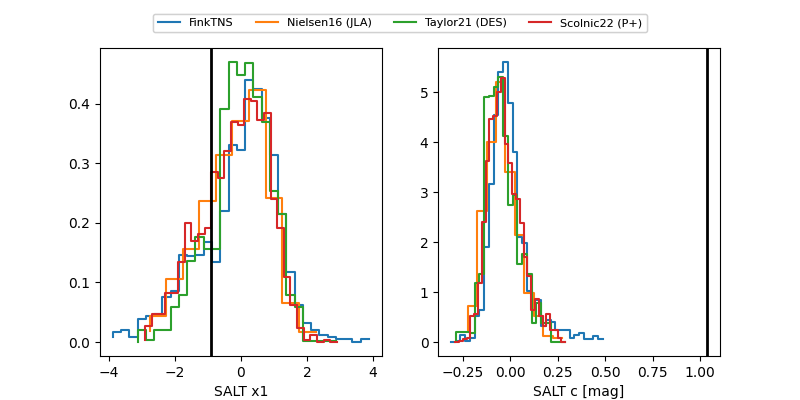 FinkTNS Nielsen16 (JLA) Taylor21 (DES) Scolnic22 (P+)
0.4
0.3
0.2
0.1
0.0
−4 −2 0 2 4
SALT x1
5
4
3
2
1
0
−0.25 0.00 0.25 0.50 0.75 1.00
SALT c [mag]